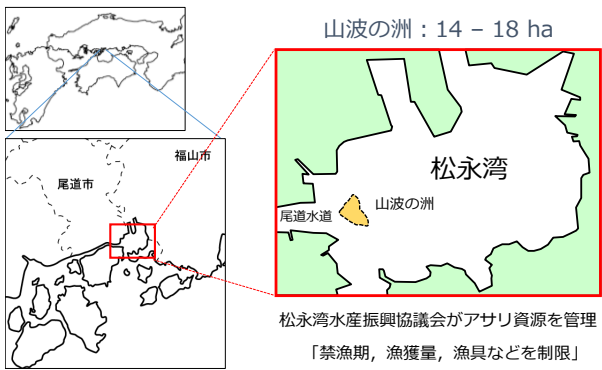 山波の洲：14 – 18 ha
福山市
尾道市
松永湾
山波の洲
尾道水道
松永湾水産振興協議会がアサリ資源を管理
「禁漁期，漁獲量，漁具などを制限」